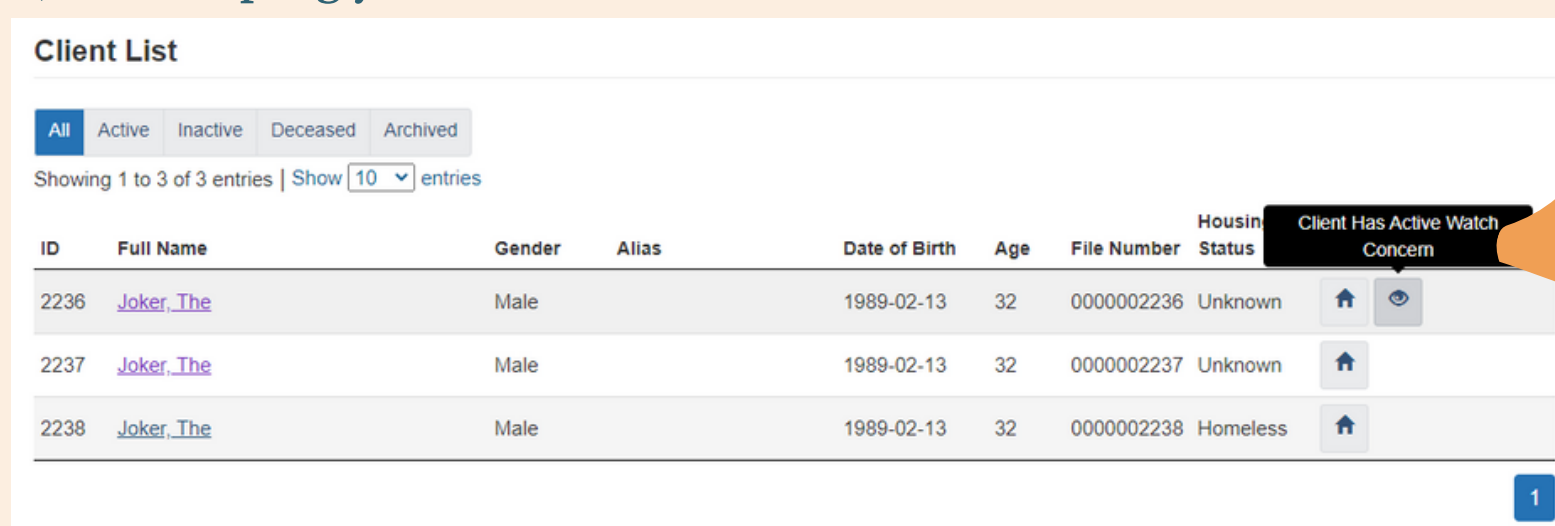 Client List
All Active Inactive Deceased Archived
Showing 1 to 3 of 3 entries | Show 10 entries
ID Full Name Gender Alias Date of Birth Age File Number Housin Status
Client Has Active Watch Concern
2236 Joker, The Male 1989-02-13 32 0000002236 Unknown
2237 Joker, The Male 1989-02-13 32 0000002237 Unknown
2238 Joker, The Male 1989-02-13 32 0000002238 Homeless
1